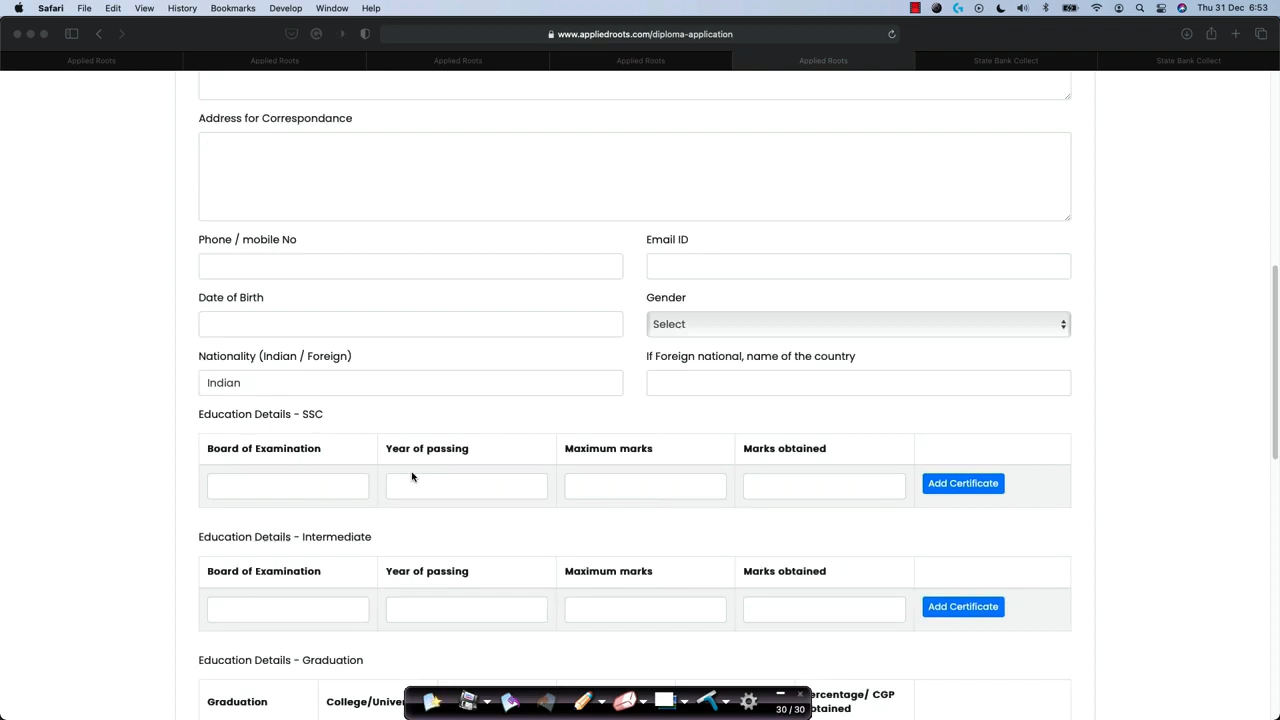 Safari File Edit View History Bookmarks Develop Window Help Thu 31 Dec 6:53
www.appliedroots.com/diploma-application
Applied Roots Applied Roots Applied Roots Applied Roots Applied Roots State Bank Collect State Bank Collect
Address for Correspondance
Phone / mobile No Email ID
Date of Birth Gender
Select
Nationality (Indian / Foreign) If Foreign national, name of the country
Indian
Education Details - SSC
Board of Examination Year of passing Maximum marks Marks obtained
Add Certificate
Education Details - Intermediate
Board of Examination Year of passing Maximum marks Marks obtained
Add Certificate
Education Details - Graduation
Graduation College/Univer ercentage/ CGP
btained
30 / 30